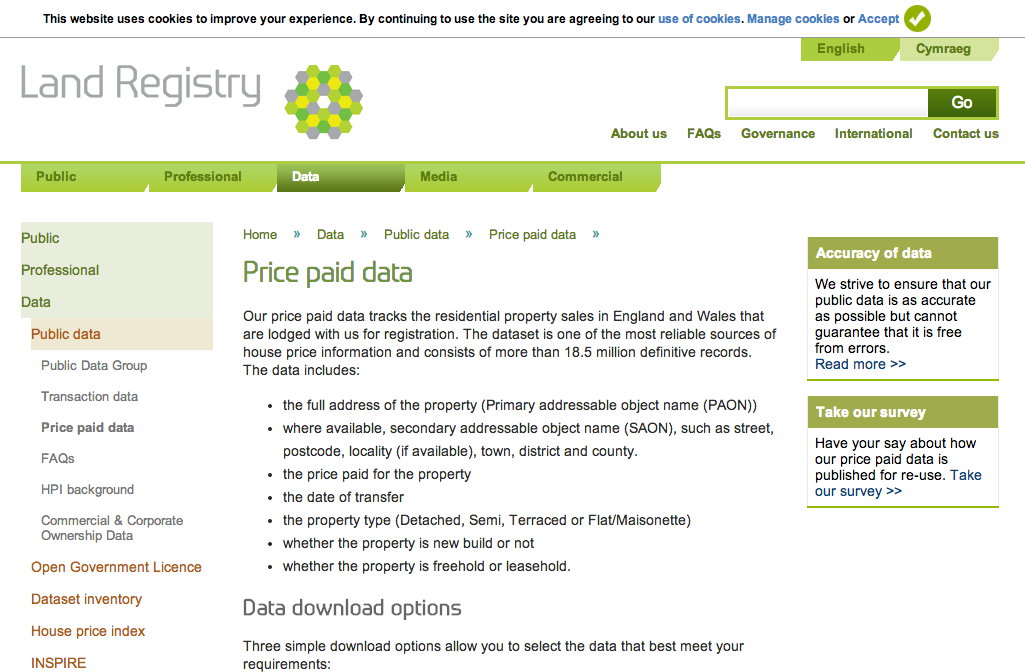 This website uses cookies to improve your experience. By continuing to use the site you are agreeing to our use of cookies. Manage cookies or Accept
English
Cymraeg
Land Registry
Go
About us
FAQs
Governance
International
Contact us
Public
Professional
Data
Media
Commercial
Public
Professional
Data
Public data
Public Data Group
Transaction data
Price paid data
FAQs
HPI background
Commercial & Corporate
Ownership Data
Open Government Licence
Dataset inventory
House price index
INSPIRE
Home » Data » Public data » Price paid data »
Price paid data
Our price paid data tracks the residential property sales in England and Wales that
are lodged with us for registration. The dataset is one of the most reliable sources of
house price information and consists of more than 18.5 million definitive records.
The data includes:
• the full address of the property (Primary addressable object name (PAON))
• where available, secondary addressable object name (SAON), such as street,
postcode, locality (if available), town, district and county.
• the price paid for the property
• the date of transfer
• the property type (Detached, Semi, Terraced or Flat/Maisonette)
• whether the property is new build or not
• whether the property is freehold or leasehold.
Data download options
Three simple download options allow you to select the data that best meet your
requirements:
Accuracy of data
We strive to ensure that our
public data is as accurate
as possible but cannot
guarantee that it is free
from errors.
Read more >>
Take our survey
Have your say about how
our price paid data is
published for re-use. Take
our survey >>